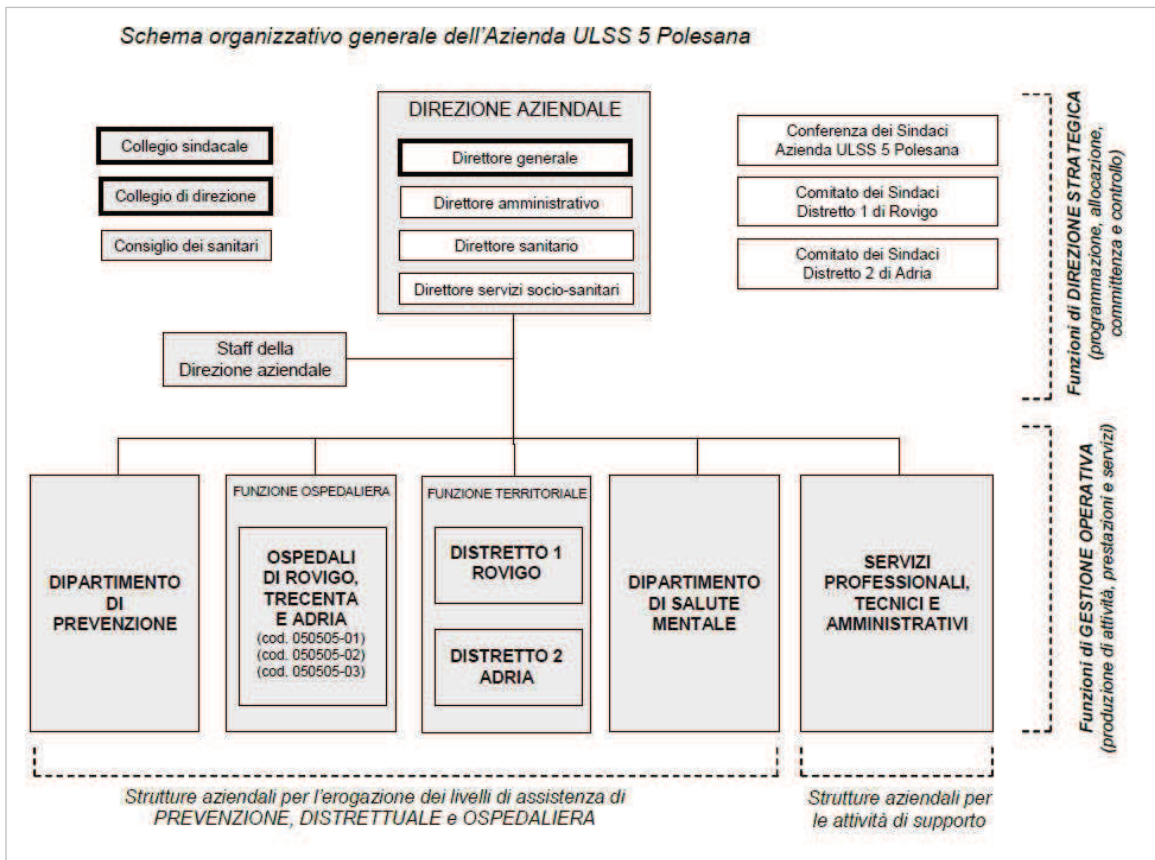 Schema organizzativo generale dell'Azienda ULSS 5 Polesana
DIREZIONE AZIENDALE
Direttore generale
Direttore amministrativo
Direttore sanitario
Direttore servizi socio-sanitari
Collegio sindacale
Collegio di direzione
Consiglio dei sanitari
Conferenza dei Sindaci
Azienda ULSS 5 Polesana
Comitato dei Sindaci
Distretto 1 di Rovigo
Comitato dei Sindaci
Distretto 2 di Adria
Funzioni di DIREZIONE STRATEGICA
(programmazione, allocazione,
committenza e controllo)
Staff della
Direzione aziendale
DIPARTIMENTO
DI
PREVENZIONE
FUNZIONE OSPEDALIERA
OSPEDALI
DI ROVIGO,
TRECENTA
E ADRIA
(cod. 050505-01)
(cod. 050505-02)
(cod. 050505-03)
FUNZIONE TERRITORIALE
DISTRETTO 1
ROVIGO
DISTRETTO 2
ADRIA
DIPARTIMENTO
DI SALUTE
MENTALE
SERVIZI
PROFESSIONALI,
TECNICI E
AMMINISTRATIVI
Funzioni di GESTIONE OPERATIVA
(produzione di attività, prestazioni e servizi)
Strutture aziendali per l'erogazione dei livelli di assistenza di
PREVENZIONE, DISTRETTUALE e OSPEDALIERA
Strutture aziendali per
le attività di supporto